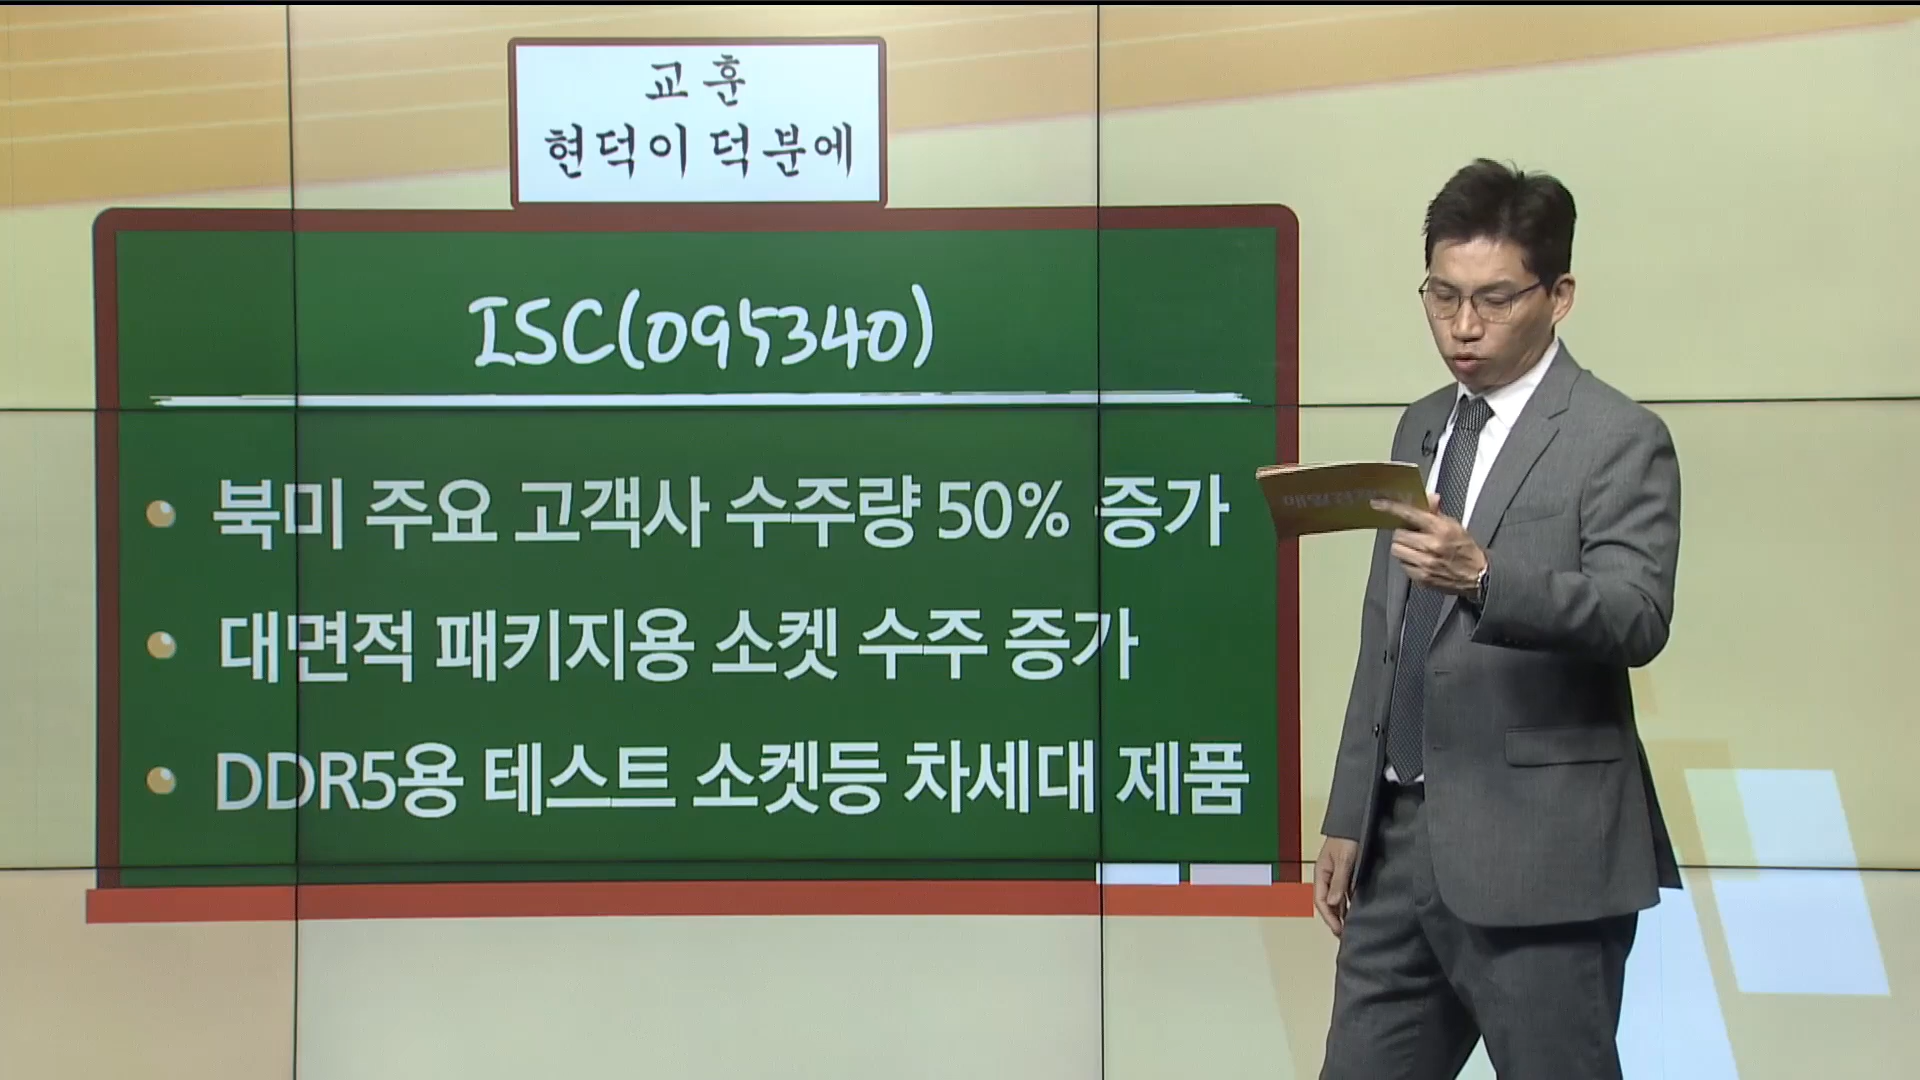 교훈
현덕이 덕분에
ISC(095340)
북미 주요 고객사 수주량 50% 증가
대면적 패키지용 소켓 수주 증가
DDR5용 테스트 소켓등 차세대 제품